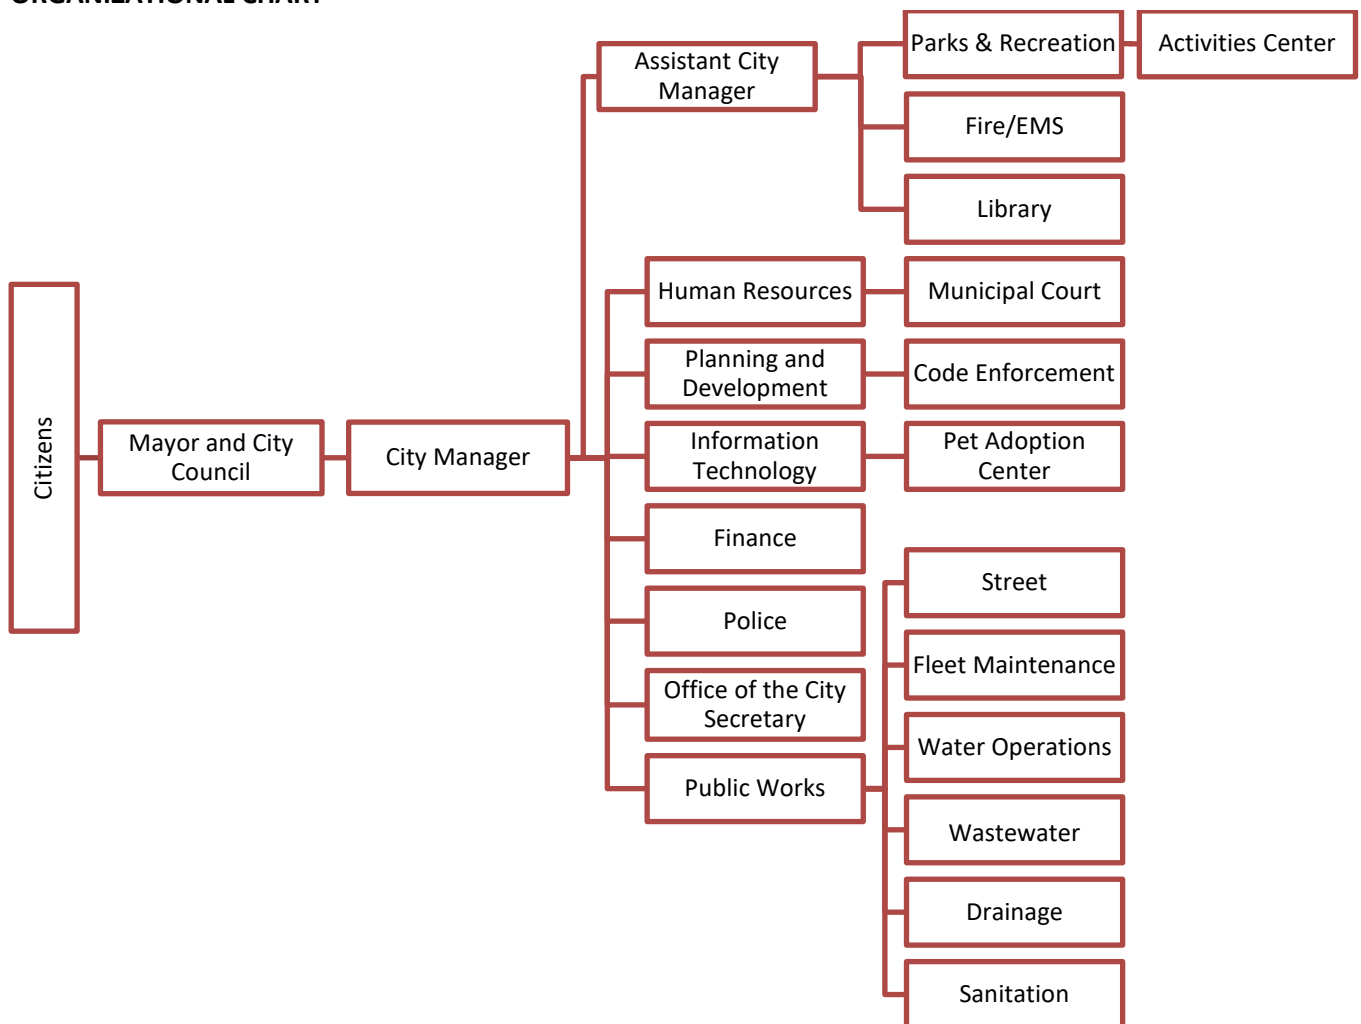 ORGANIZATIONAL CHART
Parks & Recreation
Activities Center
Assistant City
Manager
Fire/EMS
Library
Human Resources
Municipal Court
Planning and
Development
Code Enforcement
Citizens
Mayor and City
Council
City Manager
Information
Technology
Pet Adoption
Center
Finance
Street
Police
Fleet Maintenance
Office of the City
Secretary
Water Operations
Public Works
Wastewater
Drainage
Sanitation